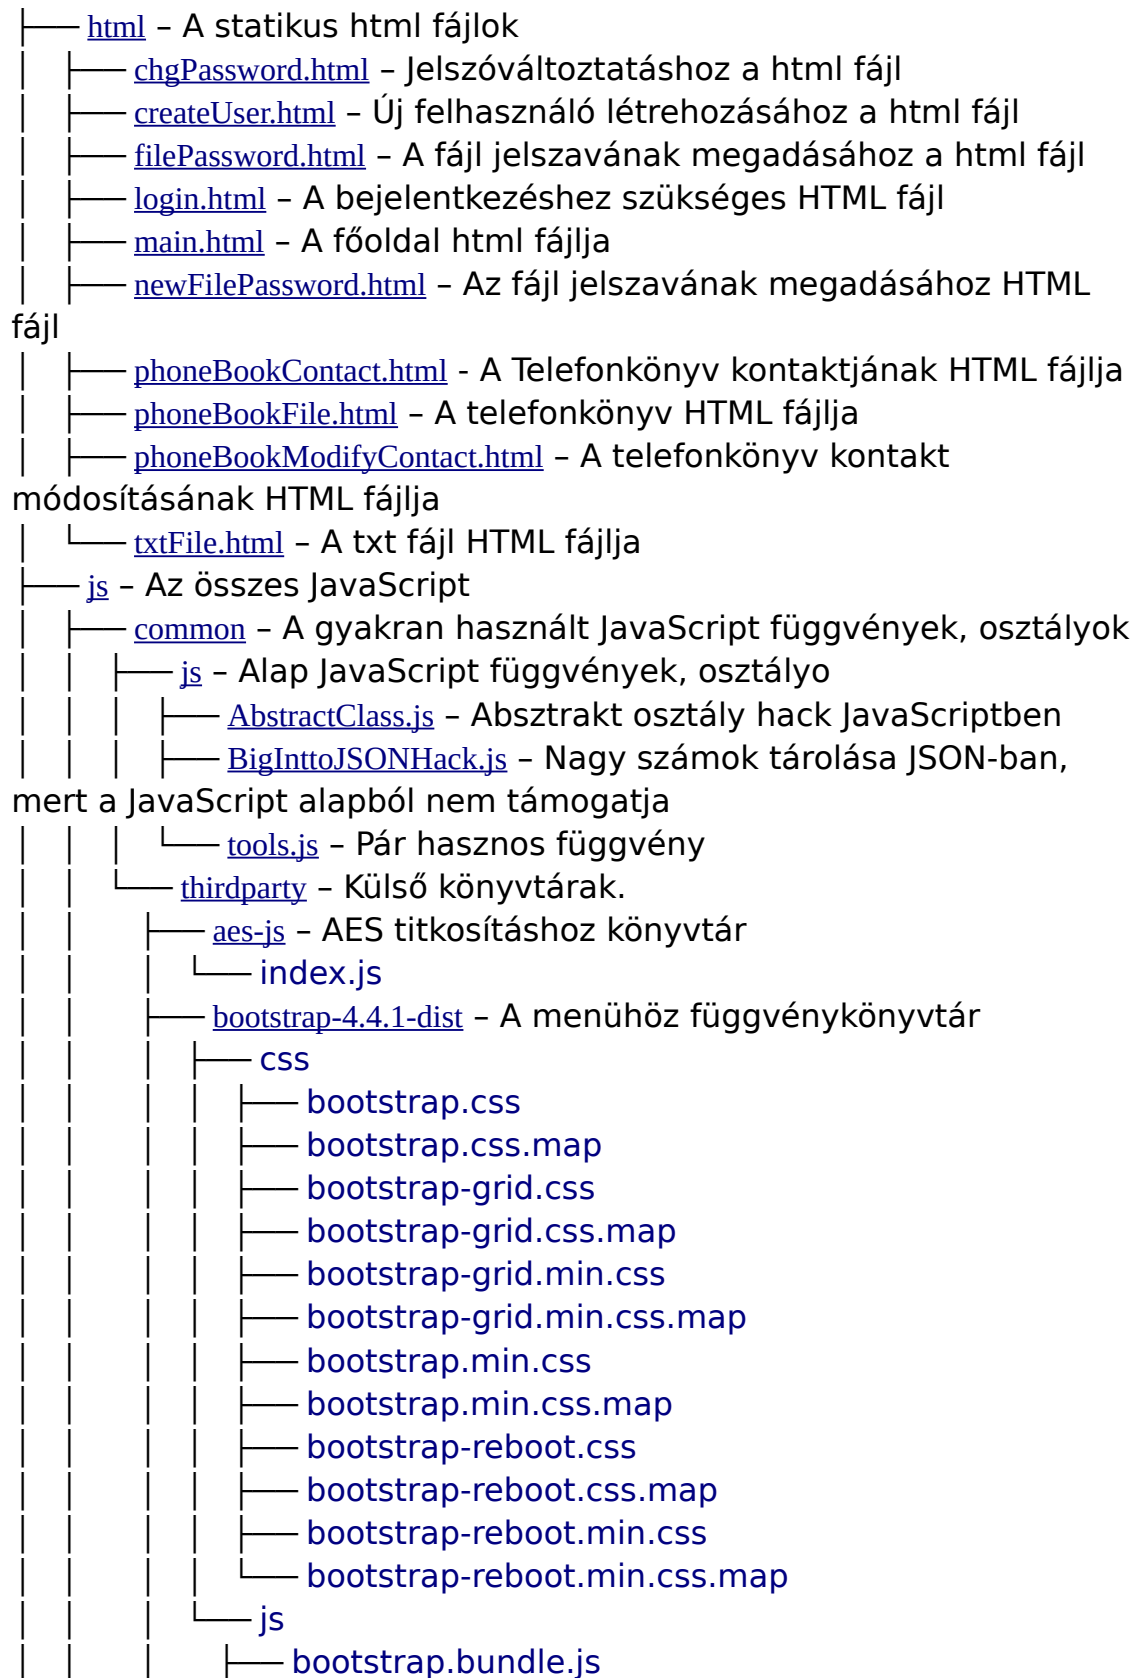 ├── html – A statikus html fájlok
│ ├── chgPassword.html – Jelszóváltoztatáshoz a html fájl
│ ├── createUser.html – Új felhasználó létrehozásához a html fájl
│ ├── filePassword.html – A fájl jelszavának megadásához a html fájl
│ ├── login.html – A bejelentkezéshez szükséges HTML fájl
│ ├── main.html – A főoldal html fájlja
│ ├── newFilePassword.html – Az fájl jelszavának megadásához HTML
fájl
│ ├── phoneBookContact.html - A Telefonkönyv kontaktjának HTML fájlja
│ ├── phoneBookFile.html – A telefonkönyv HTML fájlja
│ ├── phoneBookModifyContact.html – A telefonkönyv kontakt
módosításának HTML fájlja
│ └── txtFile.html – A txt fájl HTML fájlja
├── js – Az összes JavaScript
│ ├── common – A gyakran használt JavaScript függvények, osztályok
│ │ ├── js – Alap JavaScript függvények, osztályo
│ │ │ ├── AbstractClass.js – Absztrakt osztály hack JavaScriptben
│ │ │ ├── BigInttoJSONHack.js – Nagy számok tárolása JSON-ban,
mert a JavaScript alapból nem támogatja
│ │ │ └── tools.js – Pár hasznos függvény
│ │ └── thirdparty – Külső könyvtárak.
│ │ ├── aes-js – AES titkosításhoz könyvtár
│ │ │ └── index.js
│ │ ├── bootstrap-4.4.1-dist – A menühöz függvénykönyvtár
│ │ │ ├── css
│ │ │ │ ├── bootstrap.css
│ │ │ │ ├── bootstrap.css.map
│ │ │ │ ├── bootstrap-grid.css
│ │ │ │ ├── bootstrap-grid.css.map
│ │ │ │ ├── bootstrap-grid.min.css
│ │ │ │ ├── bootstrap-grid.min.css.map
│ │ │ │ ├── bootstrap.min.css
│ │ │ │ ├── bootstrap.min.css.map
│ │ │ │ ├── bootstrap-reboot.css
│ │ │ │ ├── bootstrap-reboot.css.map
│ │ │ │ ├── bootstrap-reboot.min.css
│ │ │ │ └── bootstrap-reboot.min.css.map
│ │ │ └── js
│ │ │ ├── bootstrap.bundle.js